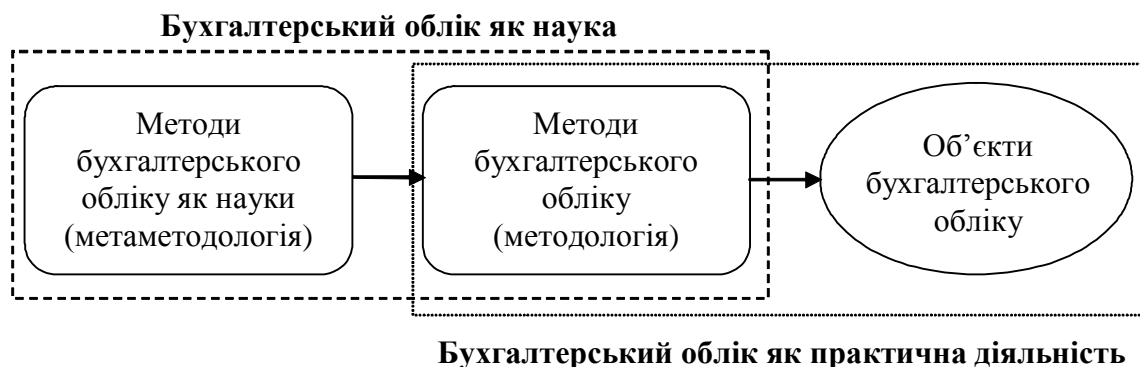 Бухгалтерський облік як наука
Методи
бухгалтерського
обліку як науки
(метаметодологія)
Методи
бухгалтерського
обліку
(методологія)
Об’єкти
бухгалтерського
обліку
Бухгалтерський облік як практична діяльність